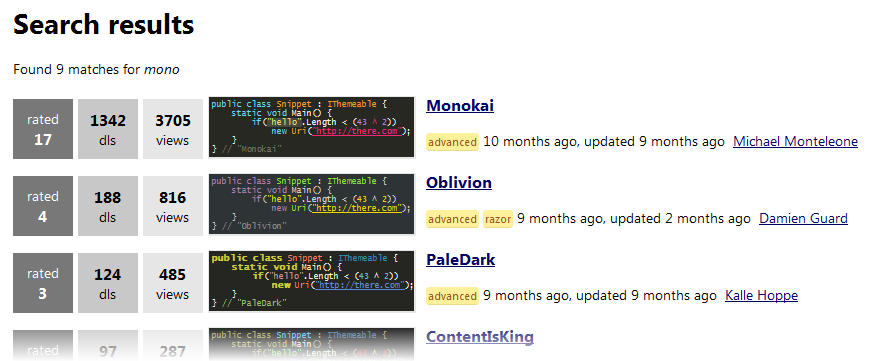 Search results
Found 9 matches for mono
rated 17
1342 dls
3705 views
public class Snippet : IThemeable {
static void Main() {
if("hello".Length < (43 ^ 2))
new Uri("http://there.com");
}
} // "Monokai"
Monokai
advanced 10 months ago, updated 9 months ago Michael Monteleone
rated 4
188 dls
816 views
public class Snippet : IThemeable {
static void Main() {
if("hello".Length < (43 ^ 2))
new Uri("http://there.com");
}
} // "Oblivion"
Oblivion
advanced razor 9 months ago, updated 2 months ago Damien Guard
rated 3
124 dls
485 views
public class Snippet : IThemeable {
static void Main() {
if("hello".Length < (43 ^ 2))
new Uri("http://there.com");
}
} // "PaleDark"
PaleDark
advanced 9 months ago, updated 9 months ago Kalle Hoppe
rated
97
287
public class Snippet : IThemeable {
static void Main() {
if("hello".Length < (43 ^ 2))
ContentIsKing